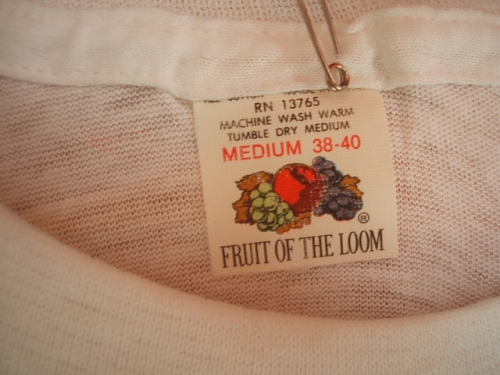 RN 13765
MACHINE WASH WARM
TUMBLE DRY MEDIUM
MEDIUM 38-40
®
FRUIT OF THE LOOM